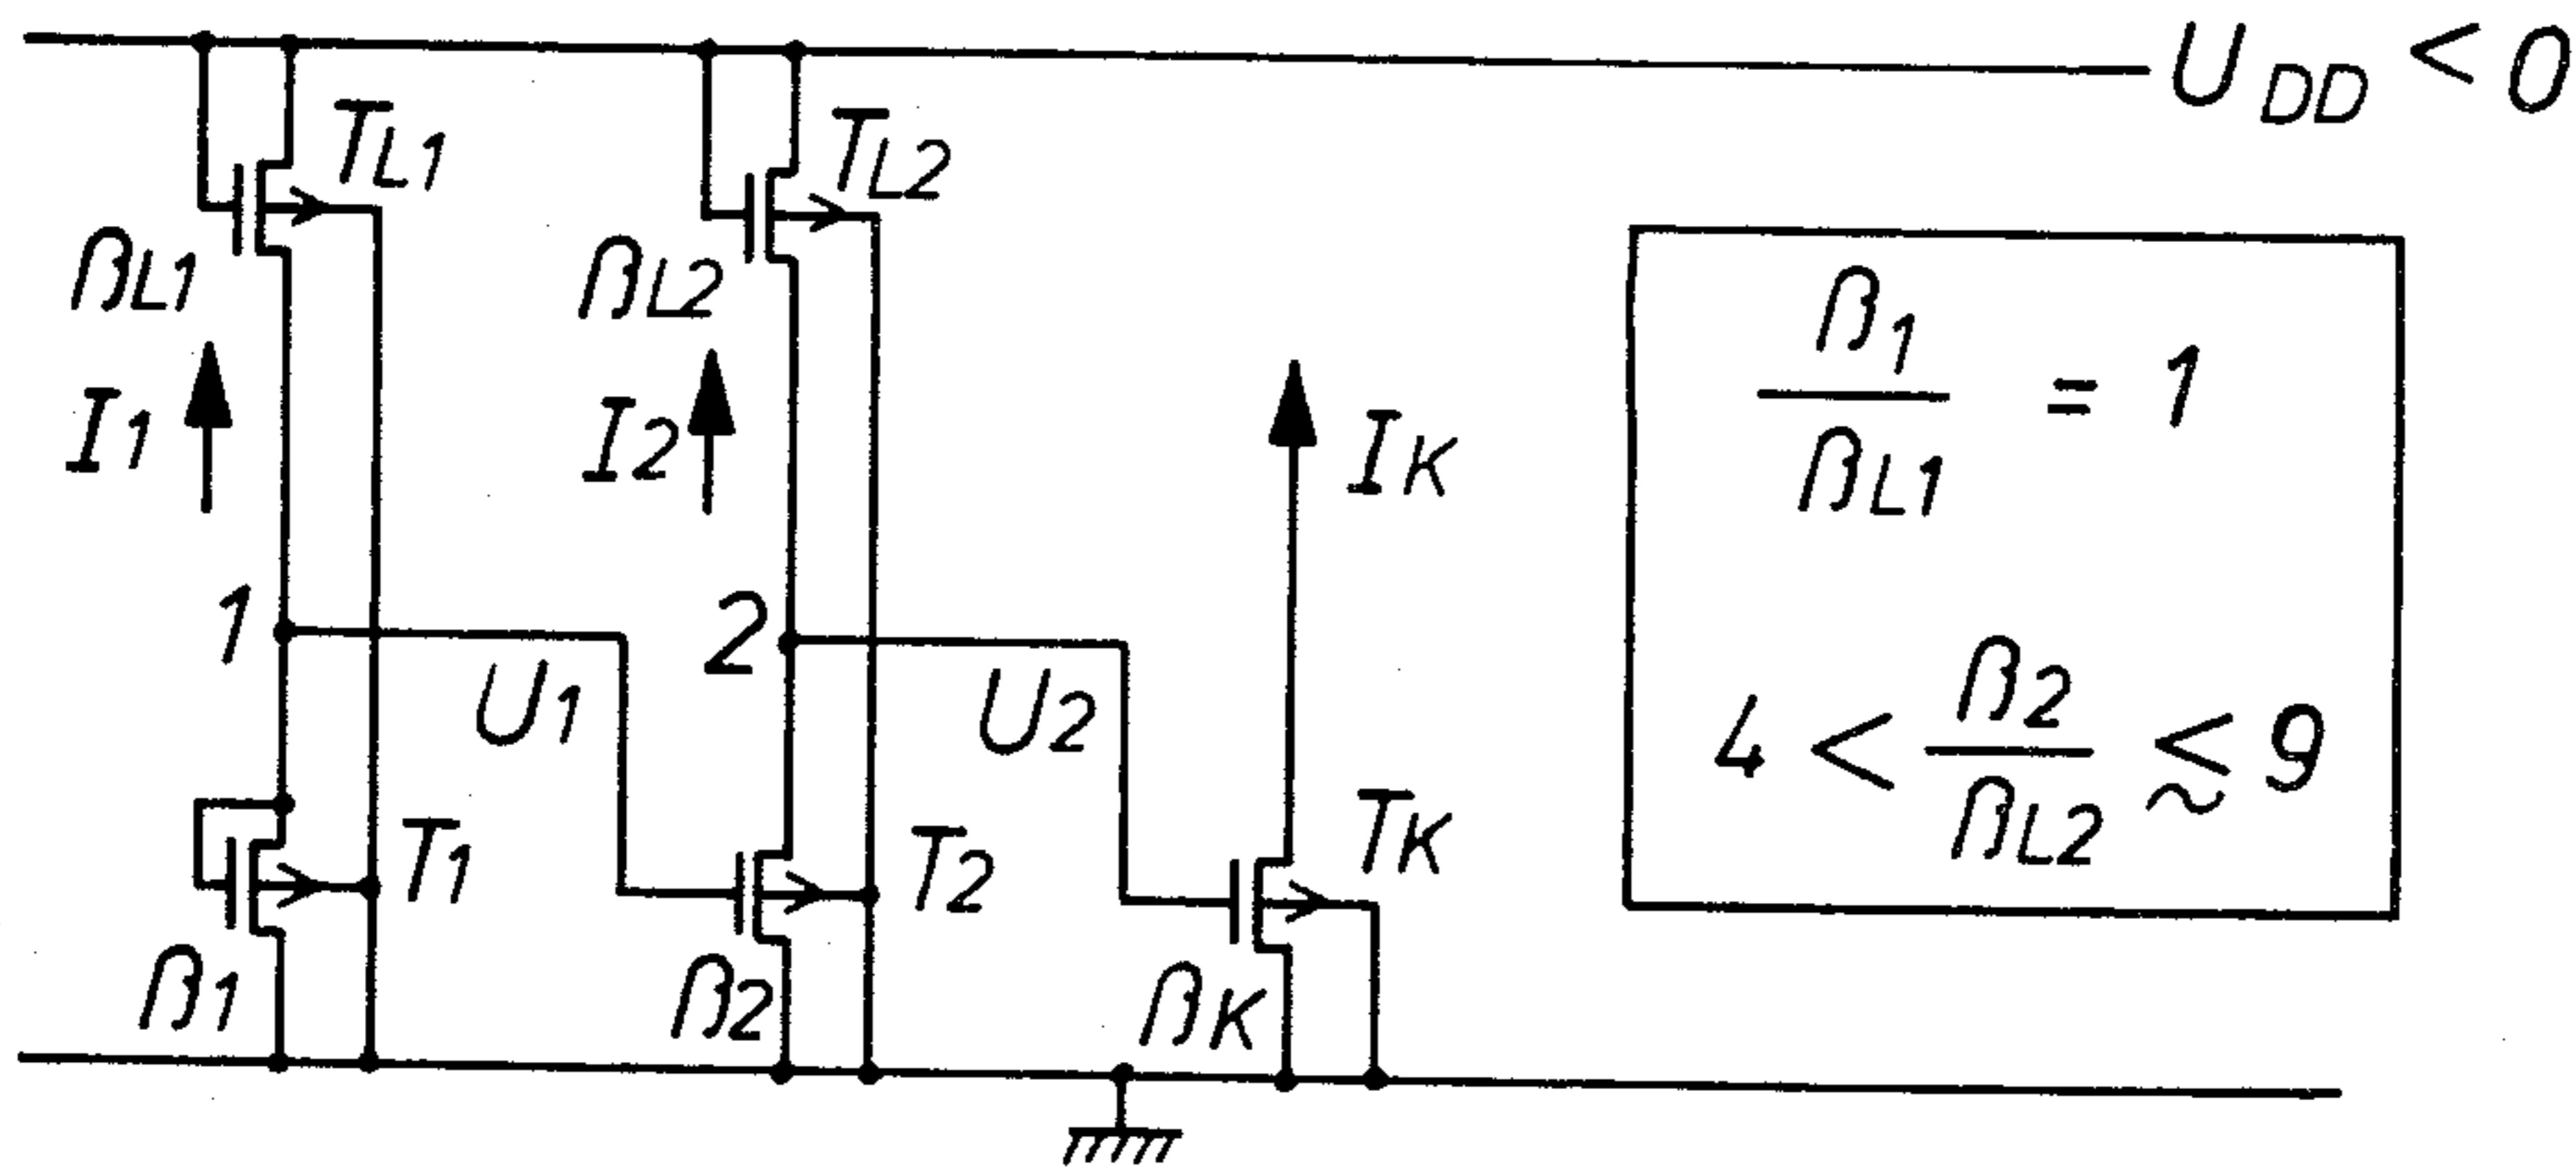 U_DD < 0
T_L1
T_L2
β_L1
β_L2
I_1
I_2
I_K
1
U_1
2
U_2
T_1
T_2
T_K
β_1
β_2
β_K
β_1 / β_L1 = 1
4 < β_2 / β_L2 ≲ 9